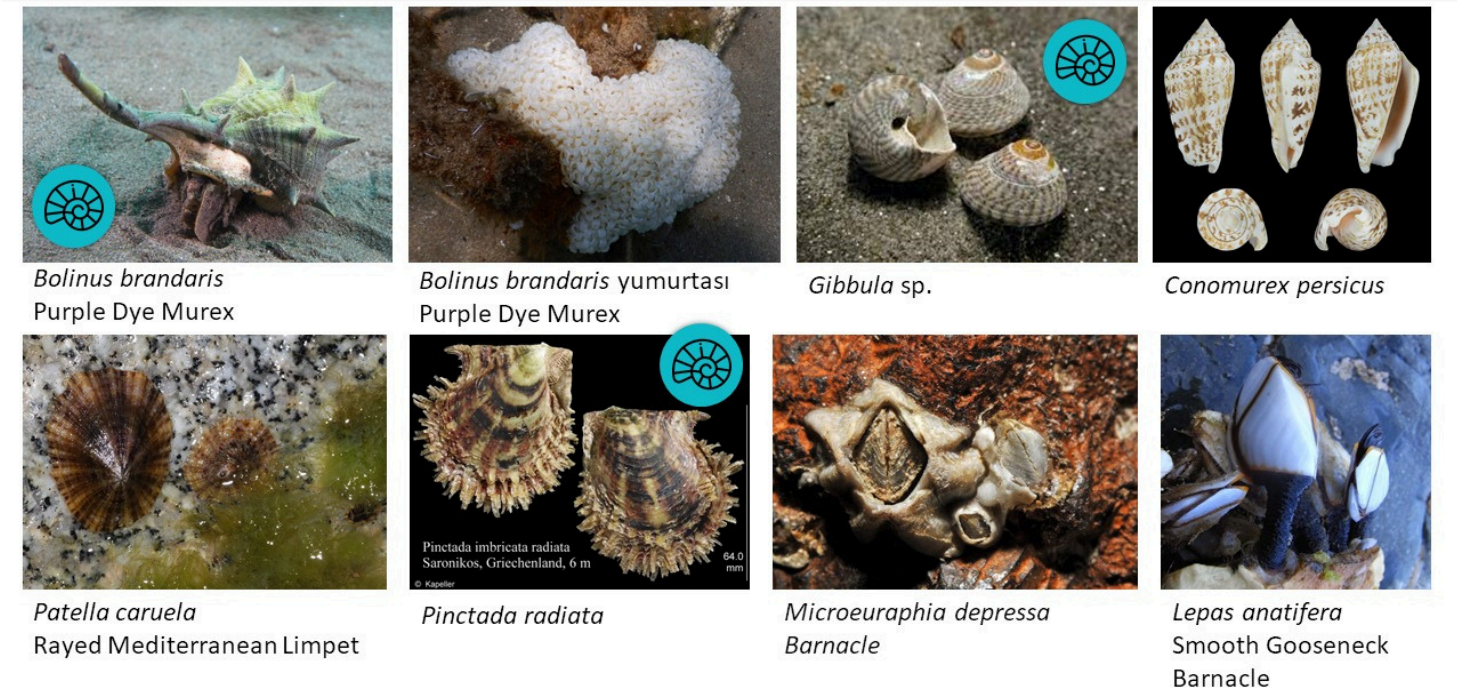 Bolinus brandaris
Purple Dye Murex
Bolinus brandaris yumurtası
Purple Dye Murex
Gibbula sp.
Conomurex persicus
Pinctada imbricata radiata
Saronikos, Griechenland, 6 m
64.0
mm
© Kapeller
Patella caruela
Rayed Mediterranean Limpet
Pinctada radiata
Microeuraphia depressa
Barnacle
Lepas anatifera
Smooth Gooseneck
Barnacle